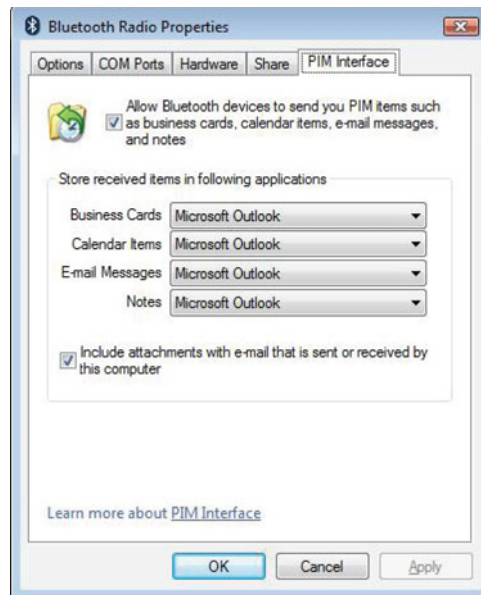 Bluetooth Radio Properties
Options COM Ports Hardware Share PIM Interface
Allow Bluetooth devices to send you PIM items such
as business cards, calendar items, e-mail messages,
and notes
Store received items in following applications
Business Cards Microsoft Outlook
Calendar Items Microsoft Outlook
E-mail Messages Microsoft Outlook
Notes Microsoft Outlook
Include attachments with e-mail that is sent or received by
this computer
Learn more about PIM Interface
OK Cancel Apply